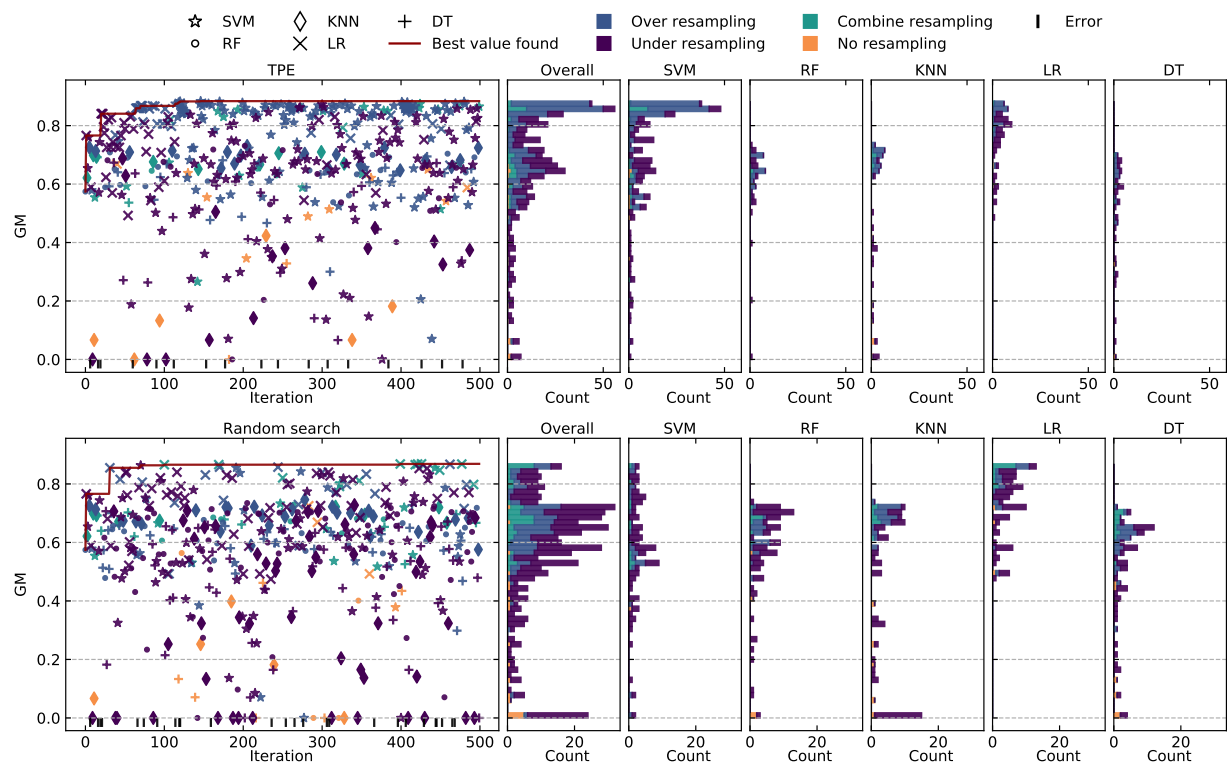 SVM KNN DT Over resampling Combine resampling Error
RF LR Best value found Under resampling No resampling
TPE Overall SVM RF KNN LR DT
GM
0.8
0.6
0.4
0.2
0.0
0 100 200 300 400 500 0 50 0 50 0 50 0 50 0 50 0 50
Iteration Count Count Count Count Count Count
Random search Overall SVM RF KNN LR DT
GM
0.8
0.6
0.4
0.2
0.0
0 100 200 300 400 500 0 20 0 20 0 20 0 20 0 20 0 20
Iteration Count Count Count Count Count Count